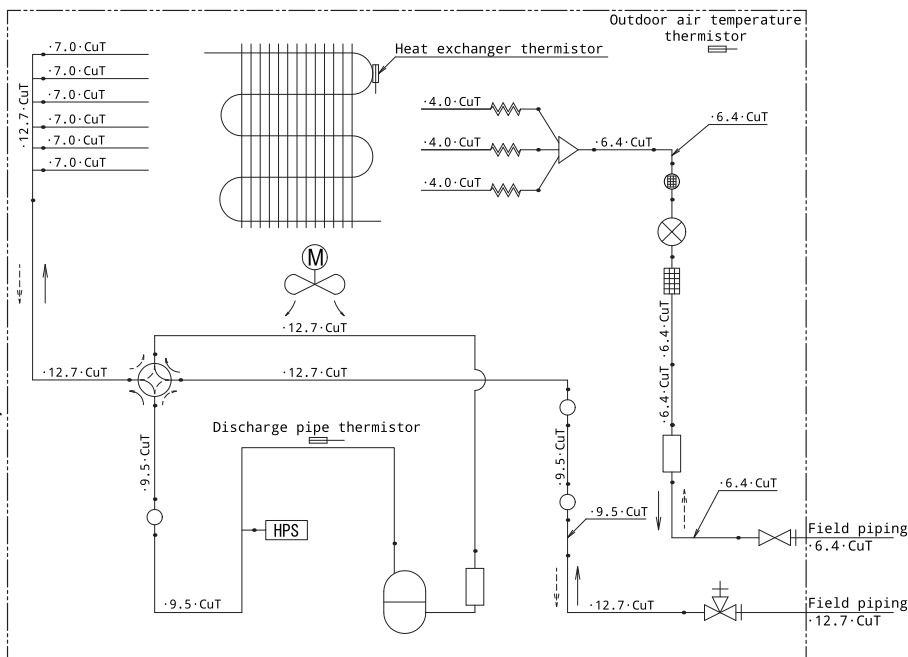 Outdoor air temperature
thermistor
·7.0·CuT
·7.0·CuT
·7.0·CuT
·7.0·CuT
·7.0·CuT
·7.0·CuT
·12.7·CuT
Heat exchanger thermistor
·4.0·CuT
·4.0·CuT
·4.0·CuT
·6.4·CuT
·6.4·CuT
M
·12.7·CuT
·12.7·CuT
·12.7·CuT
·6.4·CuT
·6.4·CuT
Discharge pipe thermistor
·9.5·CuT
·9.5·CuT
HPS
·9.5·CuT
·6.4·CuT
Field piping
·6.4·CuT
·9.5·CuT
·12.7·CuT
Field piping
·12.7·CuT